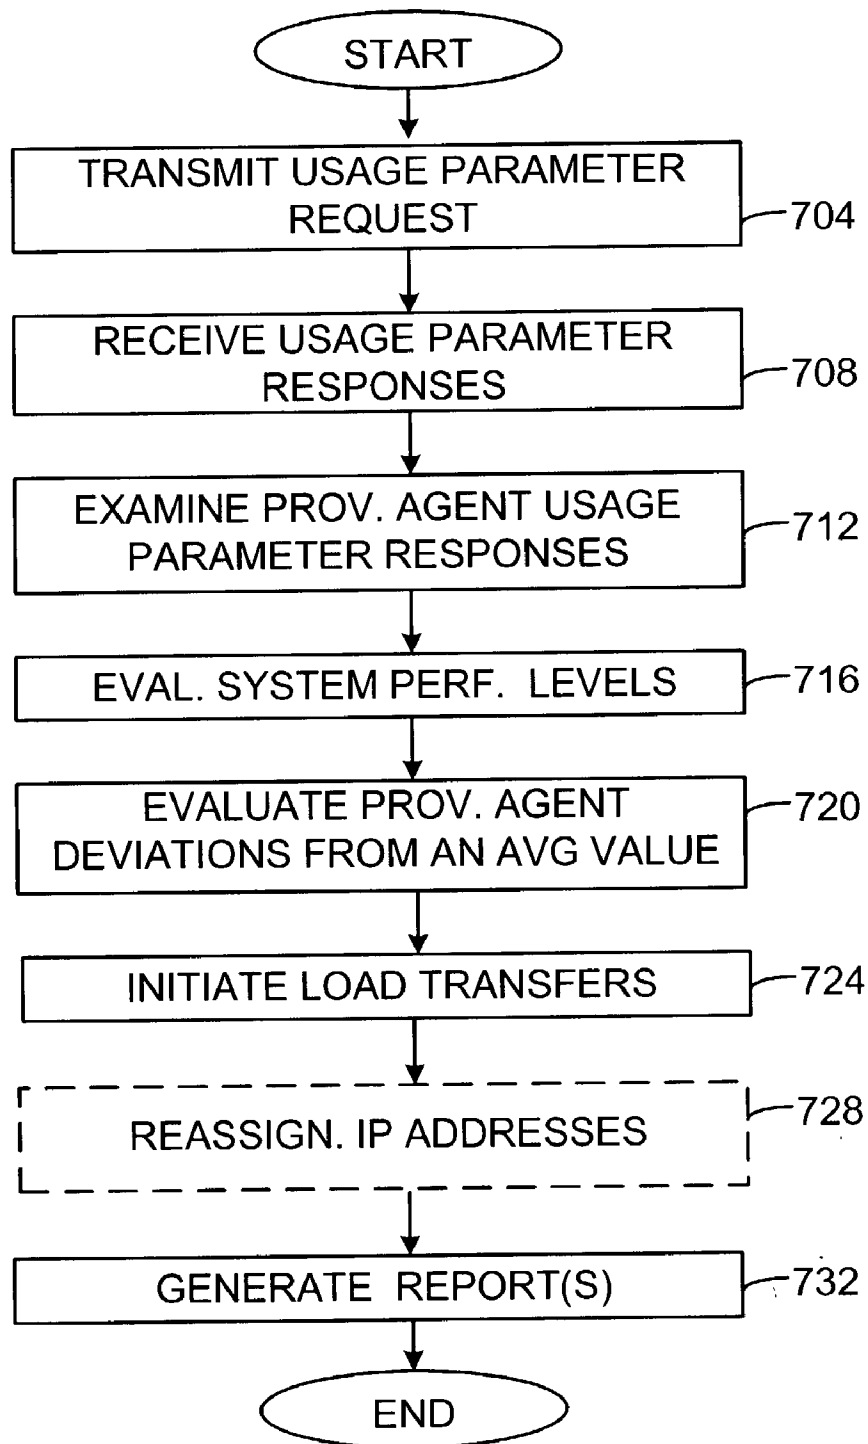 START
TRANSMIT USAGE PARAMETER
REQUEST
704
RECEIVE USAGE PARAMETER
RESPONSES
708
EXAMINE PROV. AGENT USAGE
PARAMETER RESPONSES
712
EVAL. SYSTEM PERF. LEVELS
716
EVALUATE PROV. AGENT
DEVIATIONS FROM AN AVG VALUE
720
INITIATE LOAD TRANSFERS
724
REASSIGN. IP ADDRESSES
728
GENERATE REPORT(S)
732
END